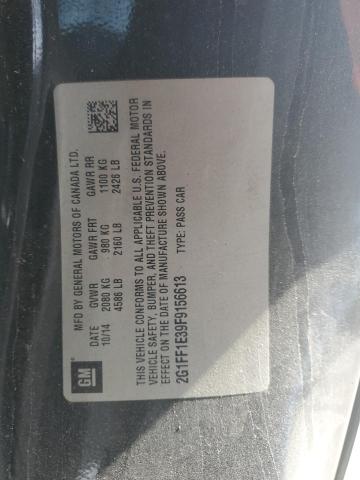 MFD BY GENERAL MOTORS OF CANADA LTD.
DATE GVWR GAWR FRT GAWR RR
10/14 2080 KG 980 KG 1100 KG
4586 LB 2160 LB 2426 LB
THIS VEHICLE CONFORMS TO ALL APPLICABLE U.S. FEDERAL MOTOR
VEHICLE SAFETY, BUMPER, AND THEFT PREVENTION STANDARDS IN
EFFECT ON THE DATE OF MANUFACTURE SHOWN ABOVE.
2G1FF1E39F9156613 TYPE: PASS CAR
GM